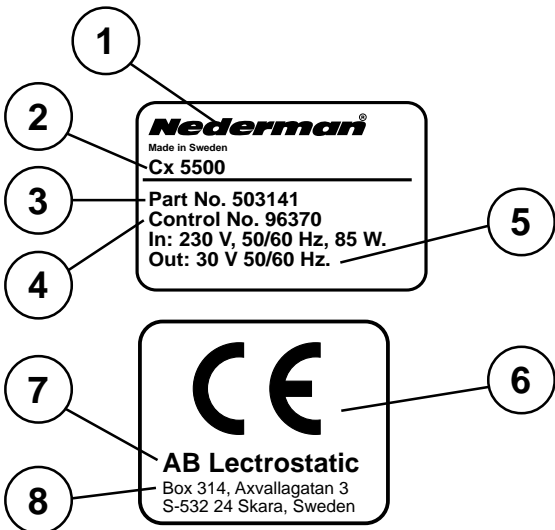 1
2
Nederman®
Made in Sweden
Cx 5500
3
Part No. 503141
Control No. 96370
In: 230 V, 50/60 Hz, 85 W.
Out: 30 V 50/60 Hz.
4
5
CE
6
7
AB Lectrostatic
8
Box 314, Axvallagatan 3
S-532 24 Skara, Sweden